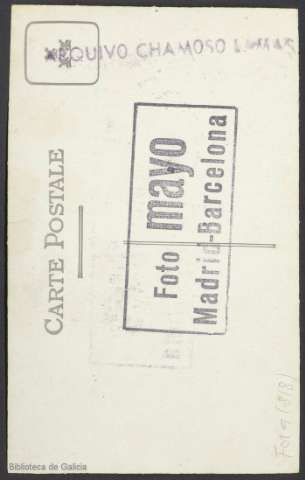 ARQUIVO CHAMOSO LAMAS
CARTE POSTALE
Foto mayo
Madrid-Barcelona
Biblioteca de Galicia